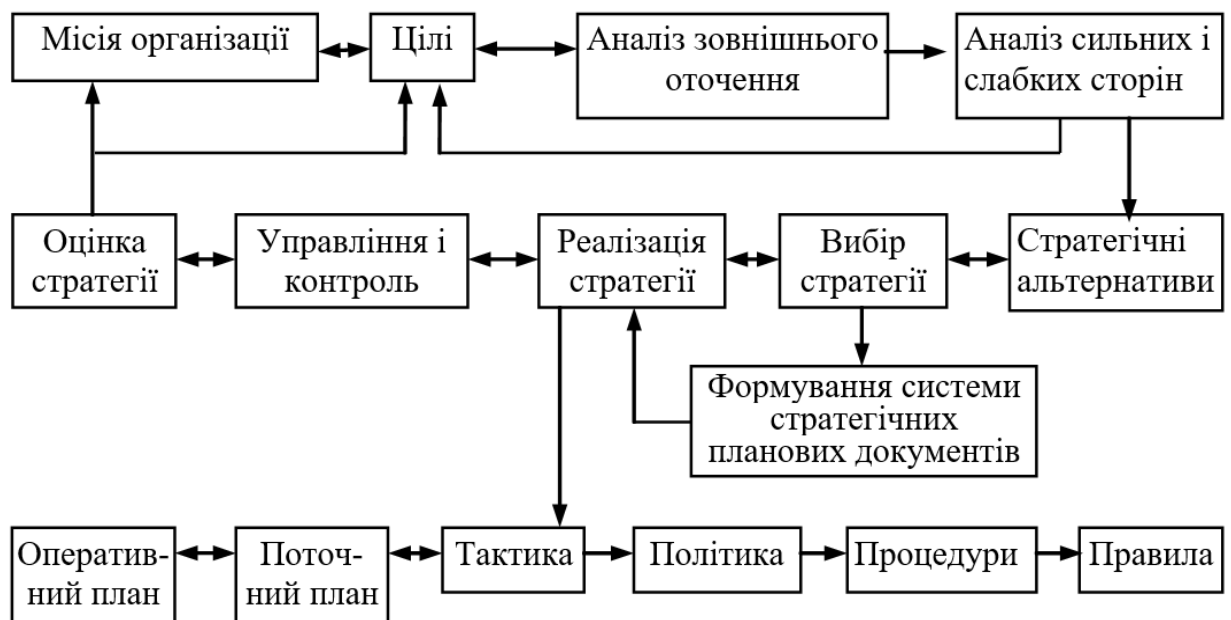 Місія організації
Цілі
Аналіз зовнішнього
оточення
Аналіз сильних і
слабких сторін
Оцінка
стратегії
Управління і
контроль
Реалізація
стратегії
Вибір
стратегії
Стратегічні
альтернативи
Формування системи
стратегічних
планових документів
Оператив-
ний план
Поточ-
ний план
Тактика
Політика
Процедури
Правила